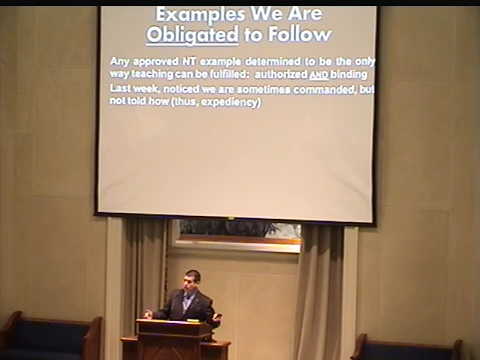 Examples We Are
Obligated to Follow
Any approved NT example determined to be the only
way teaching can be fulfilled: authorized AND binding
Last week, noticed we are sometimes commanded, but
not told how (thus, expediency)